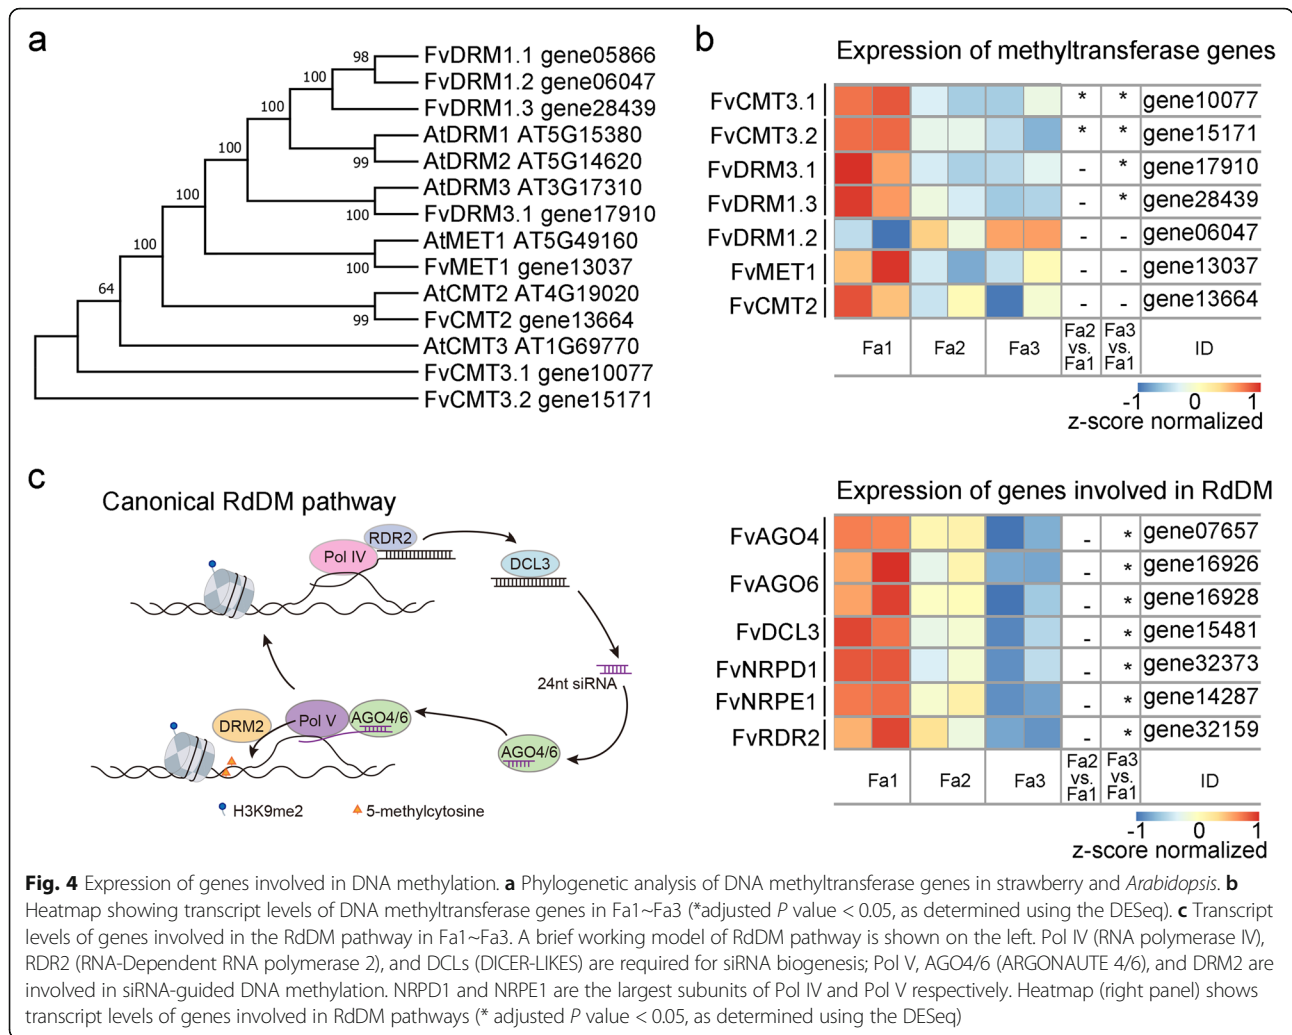 a
98
100
100
99
100
100
100
100
100
64
99
FvDRM1.1 gene05866
FvDRM1.2 gene06047
FvDRM1.3 gene28439
AtDRM1 AT5G15380
AtDRM2 AT5G14620
AtDRM3 AT3G17310
FvDRM3.1 gene17910
AtMET1 AT5G49160
FvMET1 gene13037
AtCMT2 AT4G19020
FvCMT2 gene13664
AtCMT3 AT1G69770
FvCMT3.1 gene10077
FvCMT3.2 gene15171
b
Expression of methyltransferase genes
FvCMT3.1 * * gene10077
FvCMT3.2 * * gene15171
FvDRM3.1 - * gene17910
FvDRM1.3 - * gene28439
FvDRM1.2 - - gene06047
FvMET1 - - gene13037
FvCMT2 - - gene13664
Fa1 Fa2 Fa3 Fa2 vs. Fa1 Fa3 vs. Fa1 ID
-1 0 1
z-score normalized
c
Canonical RdDM pathway
RDR2
Pol IV
DCL3
24nt siRNA
AGO4/6
AGO4/6
Pol V
DRM2
H3K9me2 5-methylcytosine
Expression of genes involved in RdDM
FvAGO4 - * gene07657
FvAGO6 - * gene16926
- * gene16928
FvDCL3 - * gene15481
FvNRPD1 - * gene32373
FvNRPE1 - * gene14287
FvRDR2 - * gene32159
Fa1 Fa2 Fa3 Fa2 vs. Fa1 Fa3 vs. Fa1 ID
-1 0 1
z-score normalized
Fig. 4 Expression of genes involved in DNA methylation. a Phylogenetic analysis of DNA methyltransferase genes in strawberry and Arabidopsis. b
Heatmap showing transcript levels of DNA methyltransferase genes in Fa1~Fa3 (*adjusted P value < 0.05, as determined using the DESeq). c Transcript
levels of genes involved in the RdDM pathway in Fa1~Fa3. A brief working model of RdDM pathway is shown on the left. Pol IV (RNA polymerase IV),
RDR2 (RNA-Dependent RNA polymerase 2), and DCLs (DICER-LIKES) are required for siRNA biogenesis; Pol V, AGO4/6 (ARGONAUTE 4/6), and DRM2 are
involved in siRNA-guided DNA methylation. NRPD1 and NRPE1 are the largest subunits of Pol IV and Pol V respectively. Heatmap (right panel) shows
transcript levels of genes involved in RdDM pathways (* adjusted P value < 0.05, as determined using the DESeq)